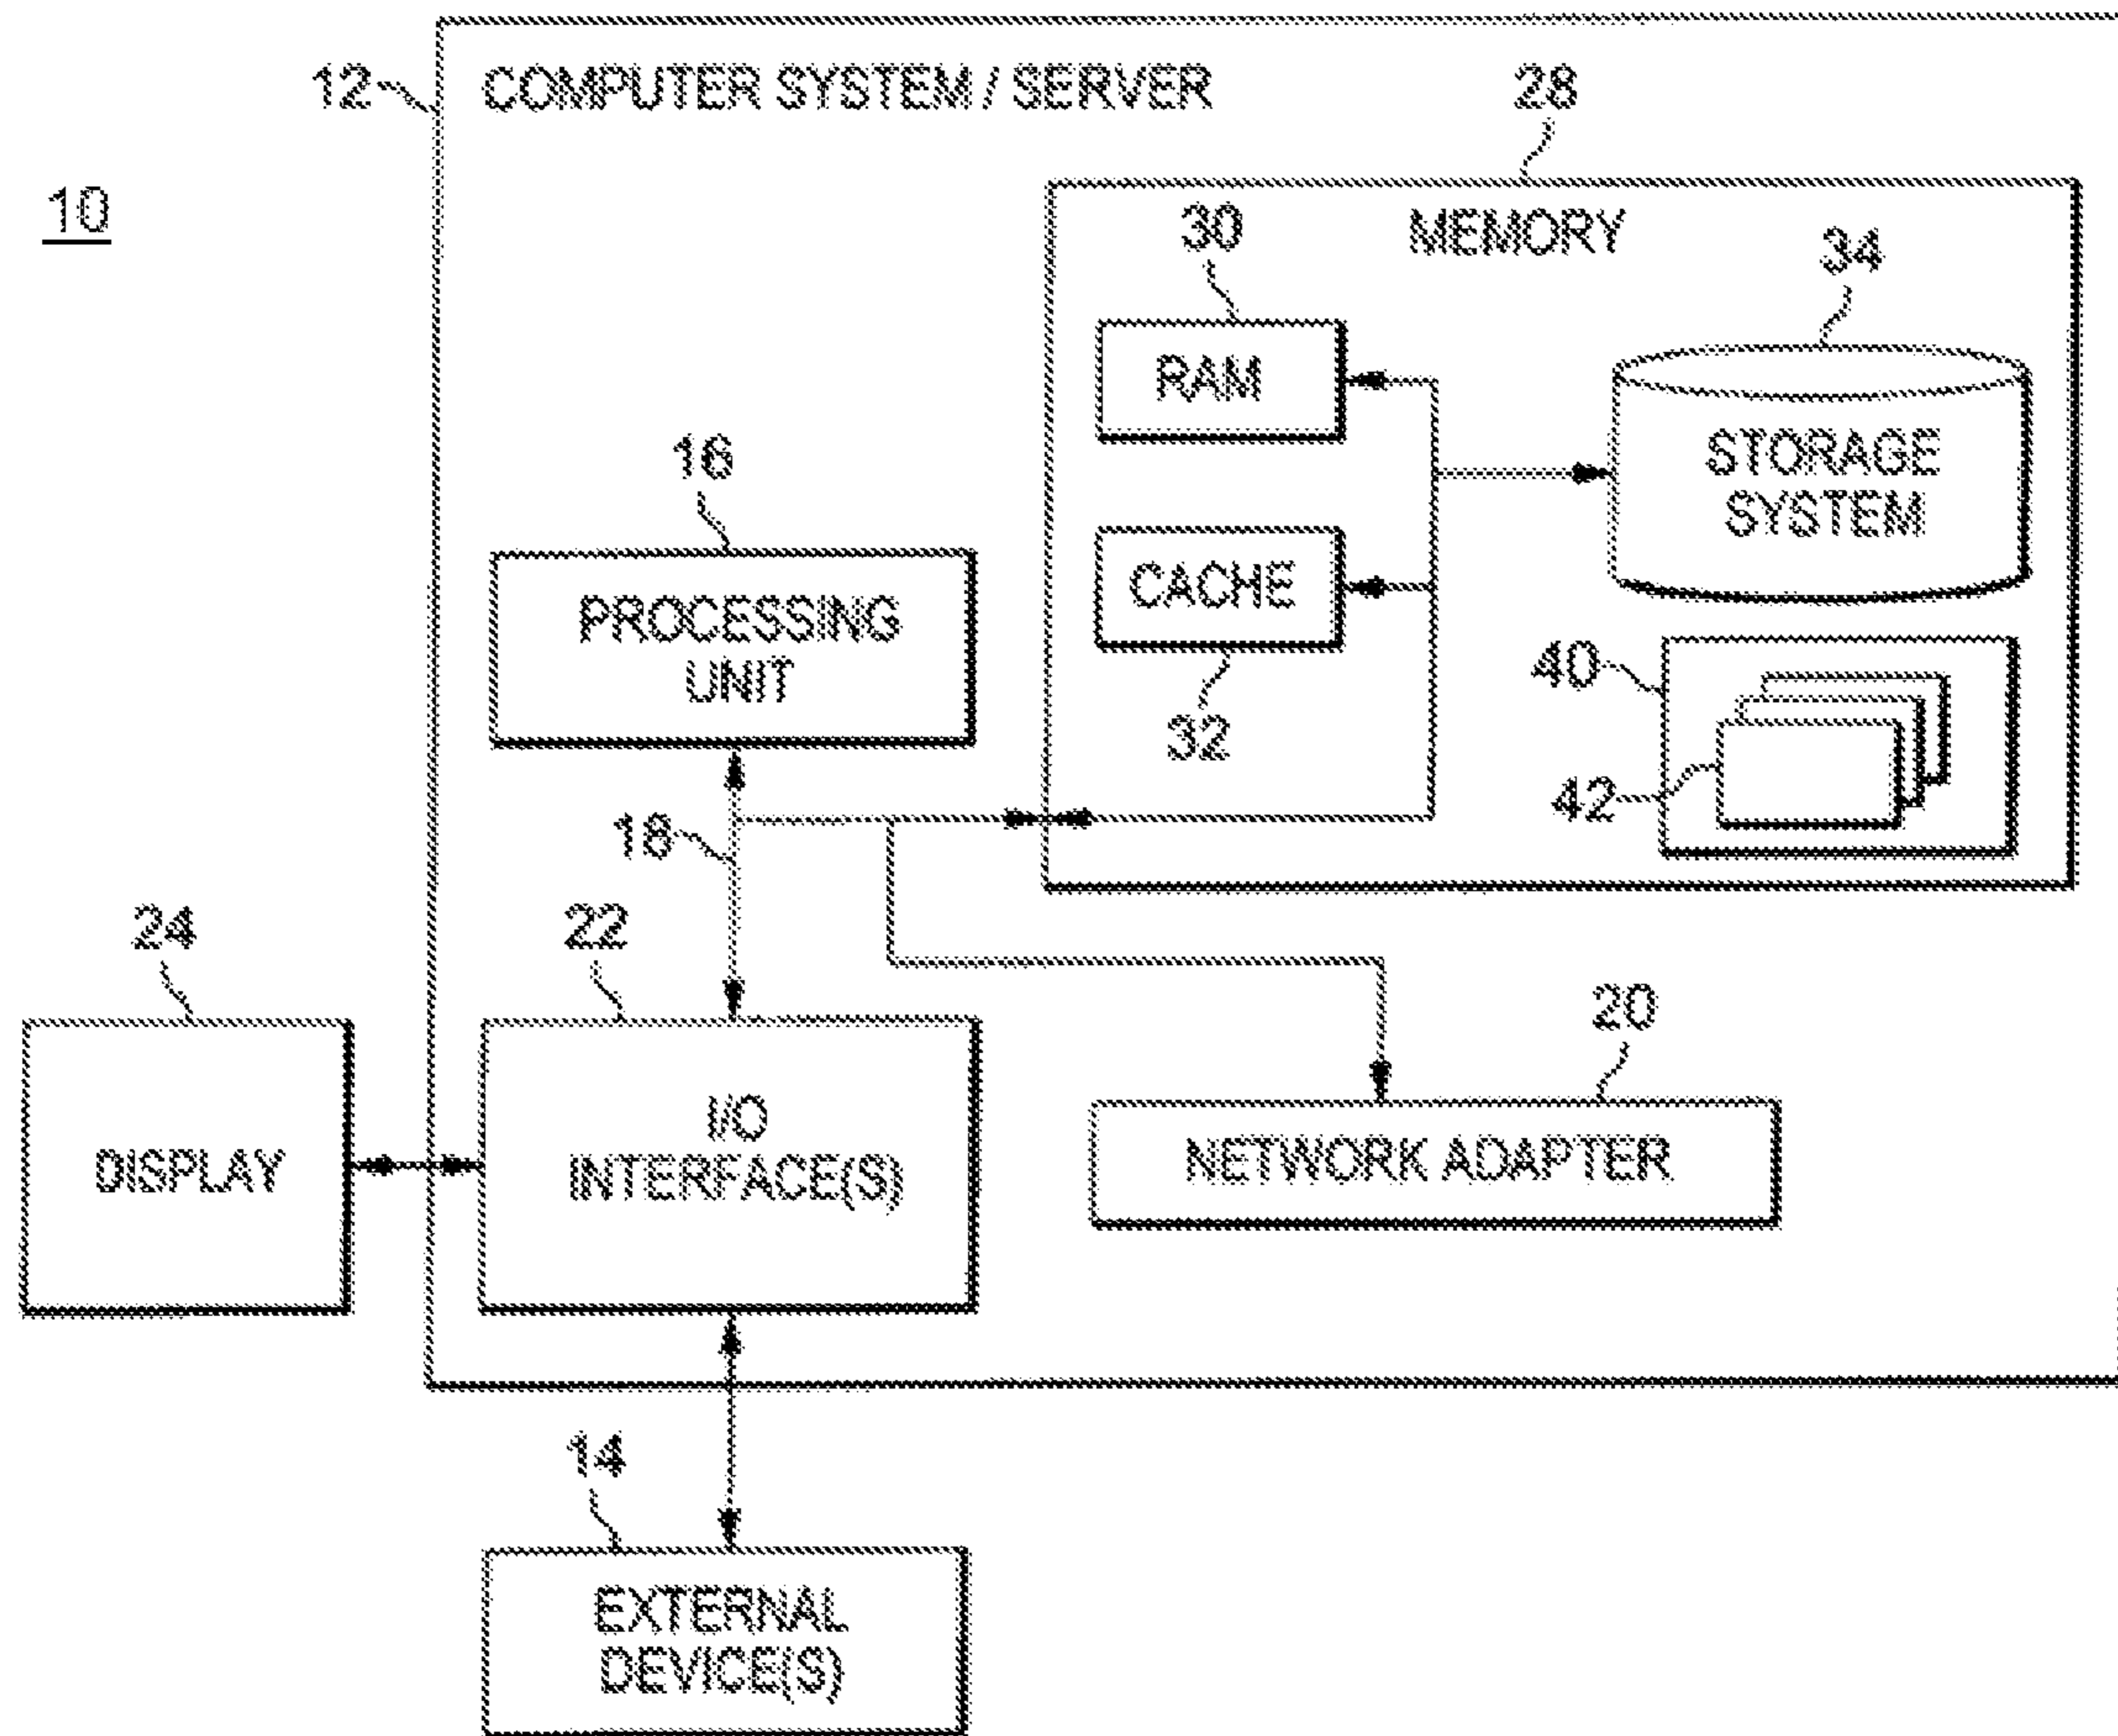 12
COMPUTER SYSTEM / SERVER
28
10
MEMORY
30
34
RAM
STORAGE
SYSTEM
16
PROCESSING
UNIT
CACHE
32
40
42
18
24
22
20
DISPLAY
I/O
INTERFACE(S)
NETWORK ADAPTER
14
EXTERNAL
DEVICE(S)